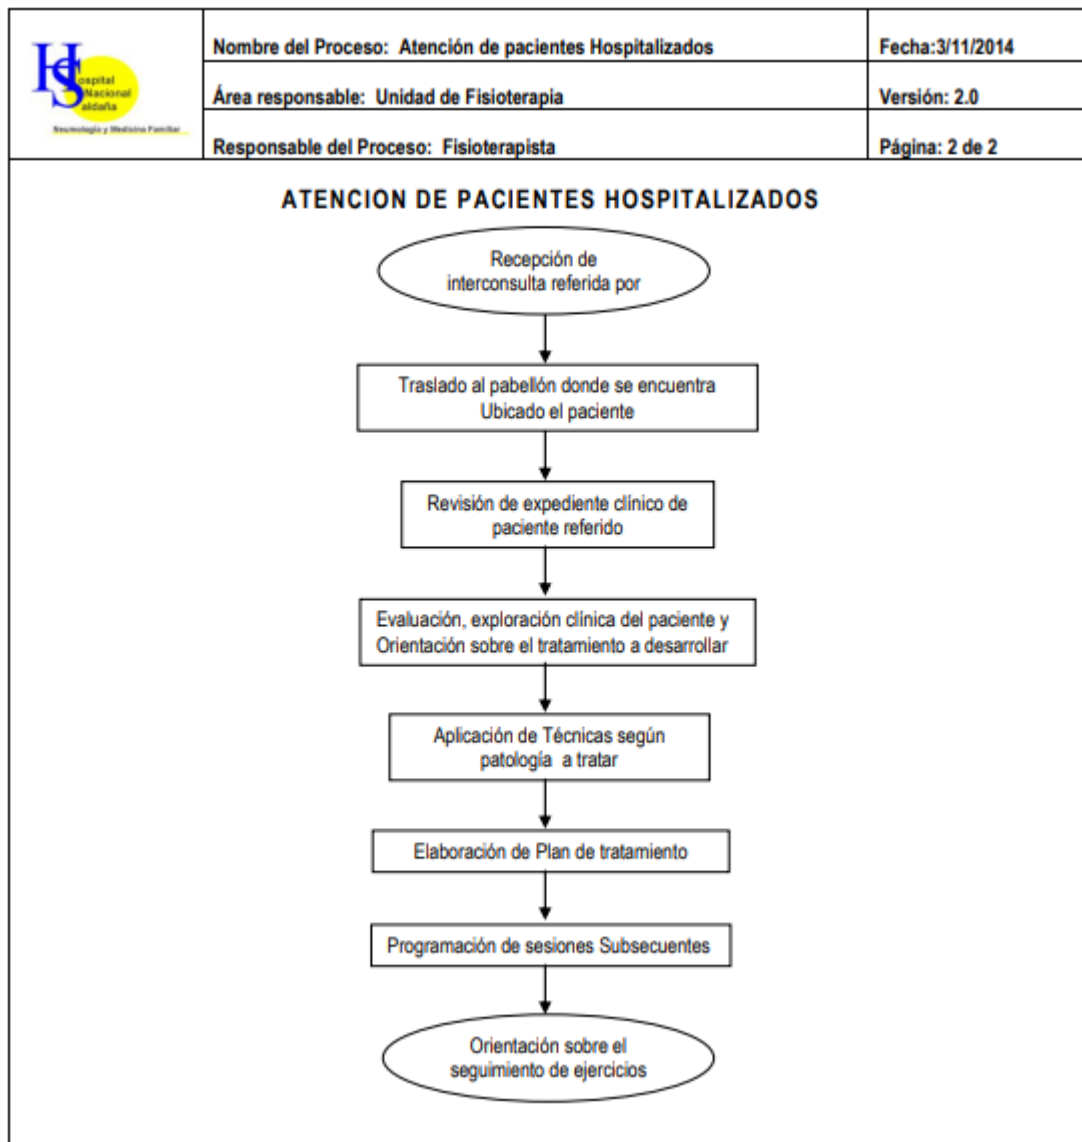 Hospital
Nacional
Saldaña
Neumología y Medicina Familiar
Nombre del Proceso: Atención de pacientes Hospitalizados
Fecha:3/11/2014
Área responsable: Unidad de Fisioterapia
Versión: 2.0
Responsable del Proceso: Fisioterapista
Página: 2 de 2
ATENCION DE PACIENTES HOSPITALIZADOS
Recepción de
interconsulta referida por
Traslado al pabellón donde se encuentra
Ubicado el paciente
Revisión de expediente clínico de
paciente referido
Evaluación, exploración clínica del paciente y
Orientación sobre el tratamiento a desarrollar
Aplicación de Técnicas según
patología a tratar
Elaboración de Plan de tratamiento
Programación de sesiones Subsecuentes
Orientación sobre el
seguimiento de ejercicios